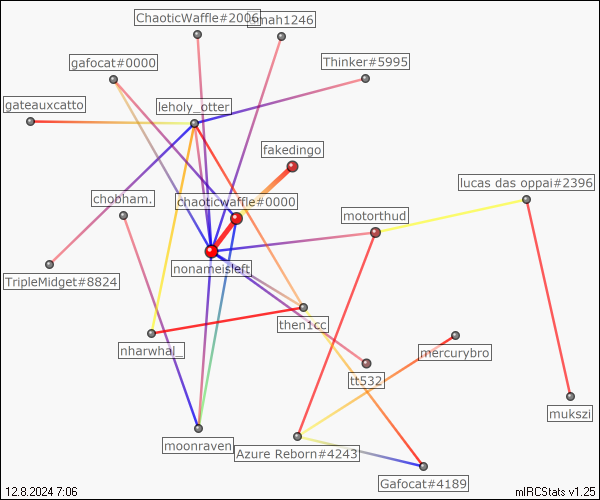 ChaoticWaffle#2006
amah1246
gafocat#0000
Thinker#5995
gateauxcatto
leholy_otter
fakedingo
lucas das oppai#2396
chobham.
chaoticwaffle#0000
motorthud
nonameisleft
TripleMidget#8824
then1cc
nharwhal_
mercurybro
tt532
mukszi
moonraven
Azure Reborn#4243
Gafocat#4189
12.8.2024 7:06
mIRCStats v1.25